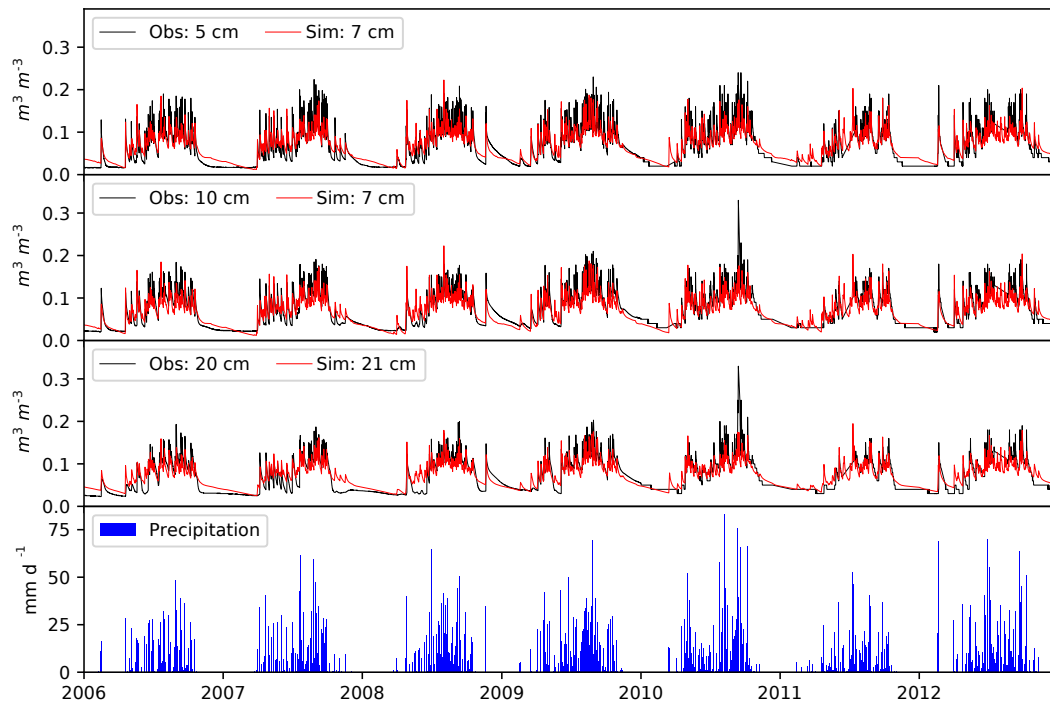 Obs: 5 cm Sim: 7 cm
0.3
0.2
0.1
0.0
m³ m⁻³
Obs: 10 cm Sim: 7 cm
0.3
0.2
0.1
0.0
m³ m⁻³
Obs: 20 cm Sim: 21 cm
0.3
0.2
0.1
0.0
m³ m⁻³
Precipitation
75
50
25
0
mm d ⁻¹
2006 2007 2008 2009 2010 2011 2012